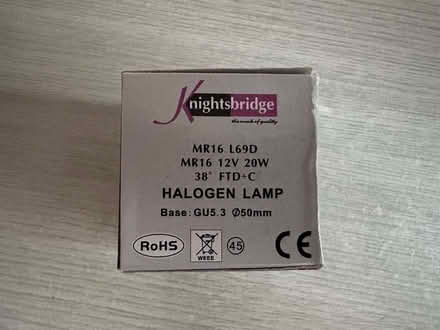 Knightsbridge
the mark of quality
MR16 L69D
MR16 12V 20W
38° FTD+C
HALOGEN LAMP
Base: GU5.3 Ø50mm
RoHS
WEEE
45
CE